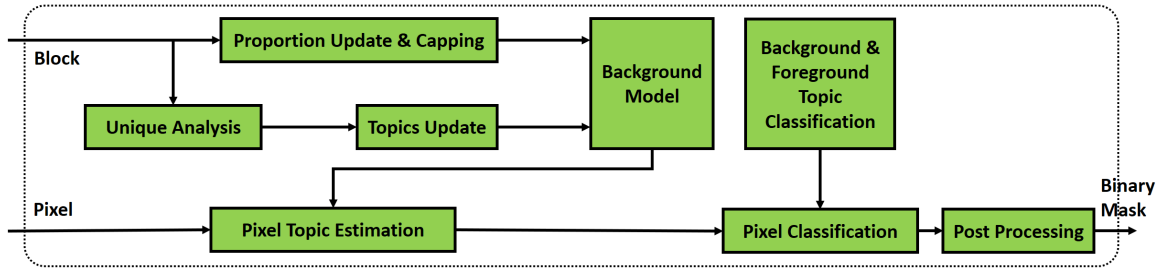 Block
Proportion Update & Capping
Background
Model
Background &
Foreground
Topic
Classification
Unique Analysis
Topics Update
Pixel
Pixel Topic Estimation
Pixel Classification
Post Processing
Binary
Mask